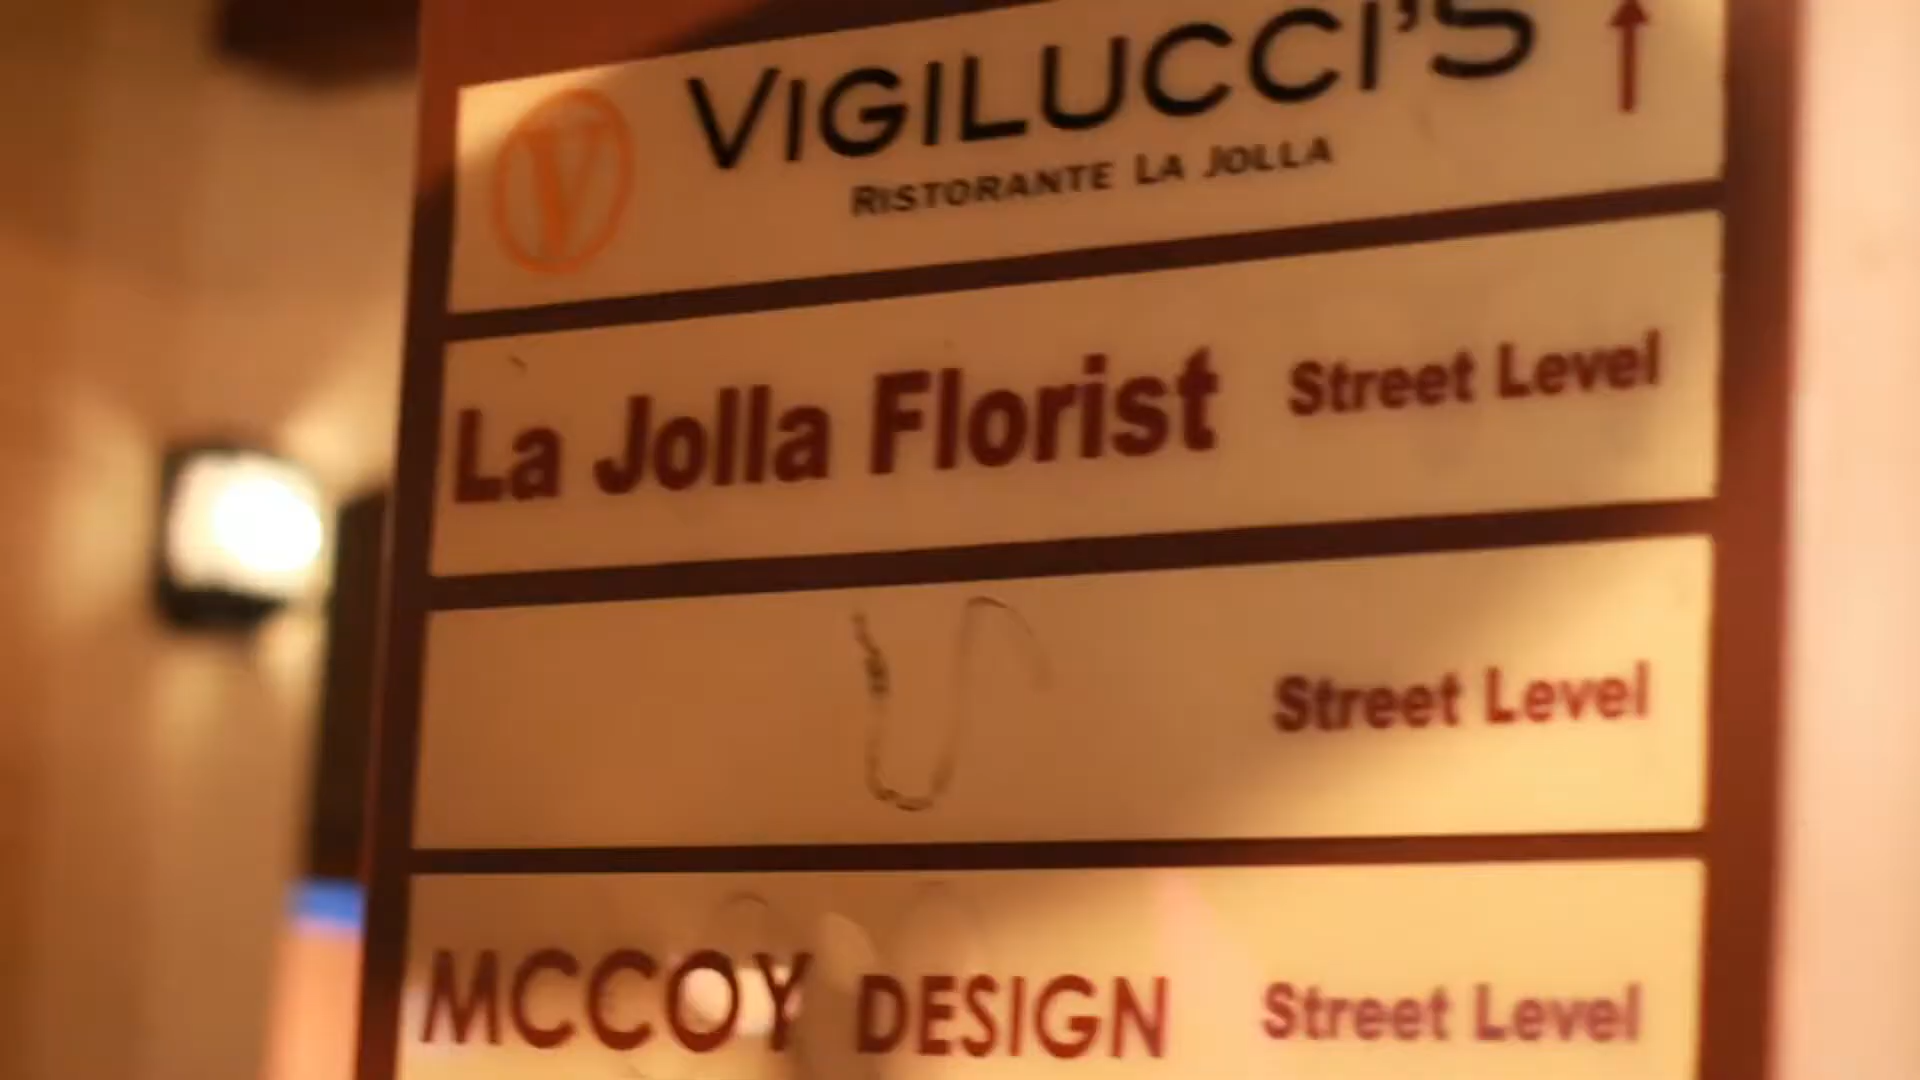 V VIGILUCCI'S
RISTORANTE LA JOLLA
La Jolla Florist Street Level
Street Level
MCCOY DESIGN Street Level